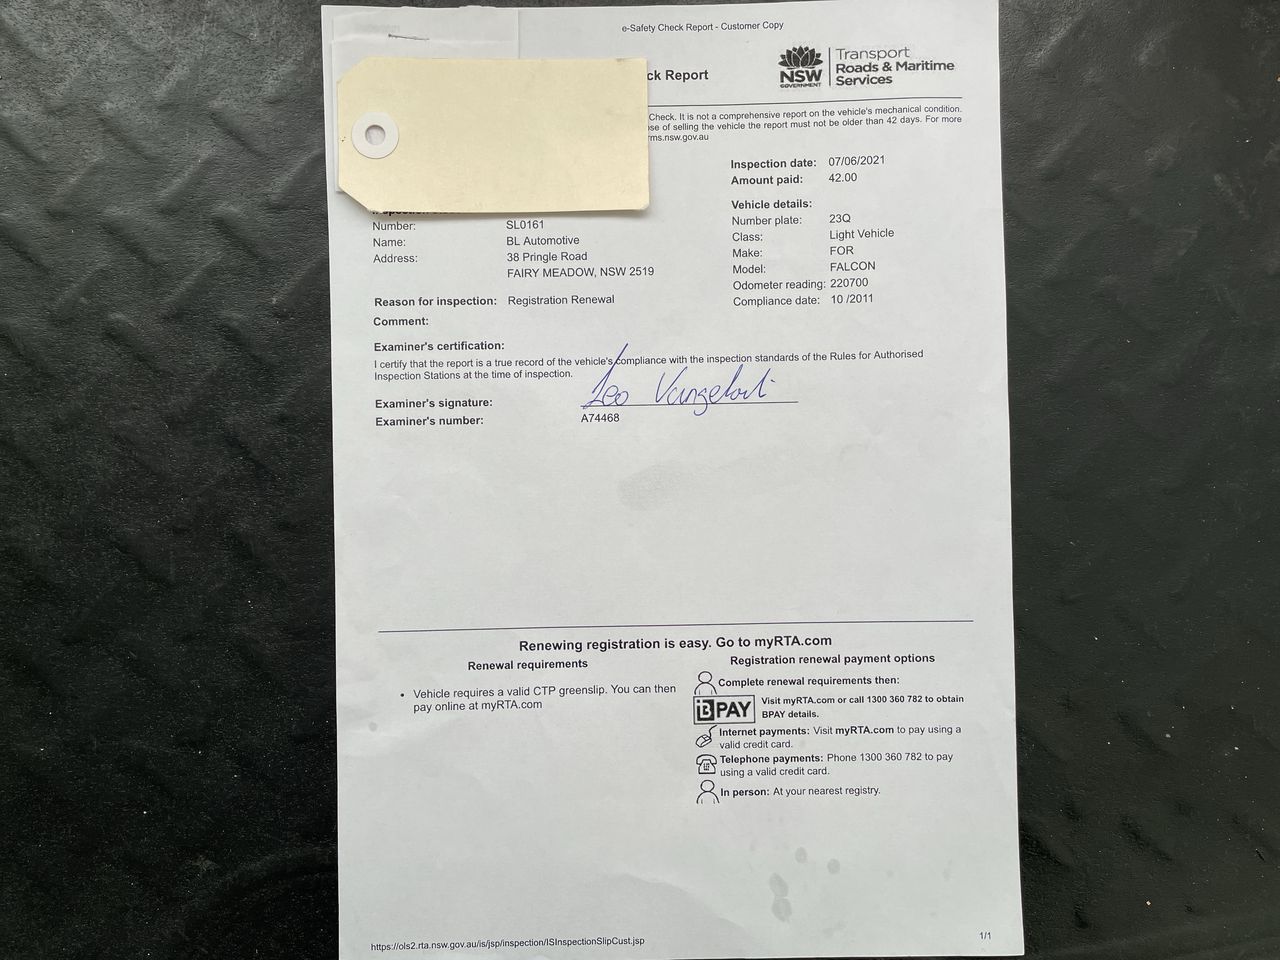 e-Safety Check Report - Customer Copy
ck Report
NSW
GOVERNMENT
Transport
Roads & Maritime
Services
Check. It is not a comprehensive report on the vehicle's mechanical condition.
ose of selling the vehicle the report must not be older than 42 days. For more
rms.nsw.gov.au
Inspection date: 07/06/2021
Amount paid: 42.00
Vehicle details:
Number plate: 23Q
Class: Light Vehicle
Make: FOR
Model: FALCON
Odometer reading: 220700
Compliance date: 10 /2011
Number: SL0161
Name: BL Automotive
Address: 38 Pringle Road
FAIRY MEADOW, NSW 2519
Reason for inspection: Registration Renewal
Comment:
Examiner's certification:
I certify that the report is a true record of the vehicle's compliance with the inspection standards of the Rules for Authorised
Inspection Stations at the time of inspection.
Examiner's signature: Leo
Examiner's number: A74468
Renewing registration is easy. Go to myRTA.com
Renewal requirements
• Vehicle requires a valid CTP greenslip. You can then
pay online at myRTA.com
Registration renewal payment options
Complete renewal requirements then:
B PAY
Visit myRTA.com or call 1300 360 782 to obtain
BPAY details.
Internet payments: Visit myRTA.com to pay using a
valid credit card.
Telephone payments: Phone 1300 360 782 to pay
using a valid credit card.
In person: At your nearest registry.
https://ols2.rta.nsw.gov.au/is/jsp/inspection/ISInspectionSlipCust.jsp
1/1